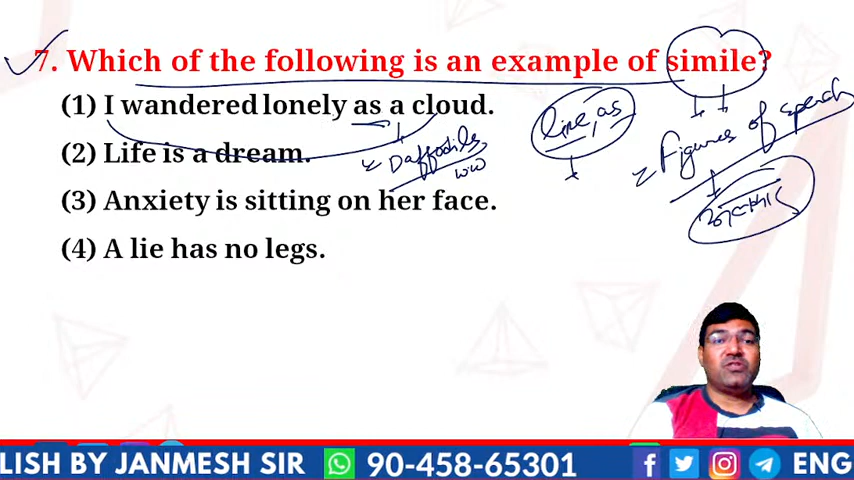 7. Which of the following is an example of simile?
(1) I wandered lonely as a cloud.
(2) Life is a dream.
(3) Anxiety is sitting on her face.
(4) A lie has no legs.
as
Daffodils
WW
Figures of speech
LISH BY JANMESH SIR 90-458-65301 ENG